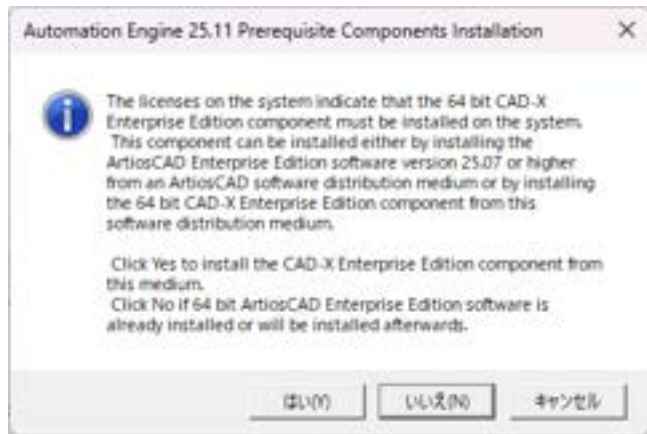 Automation Engine 25.11 Prerequisite Components Installation
The licenses on the system indicate that the 64 bit CAD-X
Enterprise Edition component must be installed on the system.
This component can be installed either by installing the
ArtiosCAD Enterprise Edition software version 25.07 or higher
from an ArtiosCAD software distribution medium or by installing
the 64 bit CAD-X Enterprise Edition component from this
software distribution medium.
Click Yes to install the CAD-X Enterprise Edition component from
this medium.
Click No if 64 bit ArtiosCAD Enterprise Edition software is
already installed or will be installed afterwards.
はい(Y) いいえ(N) キャンセル